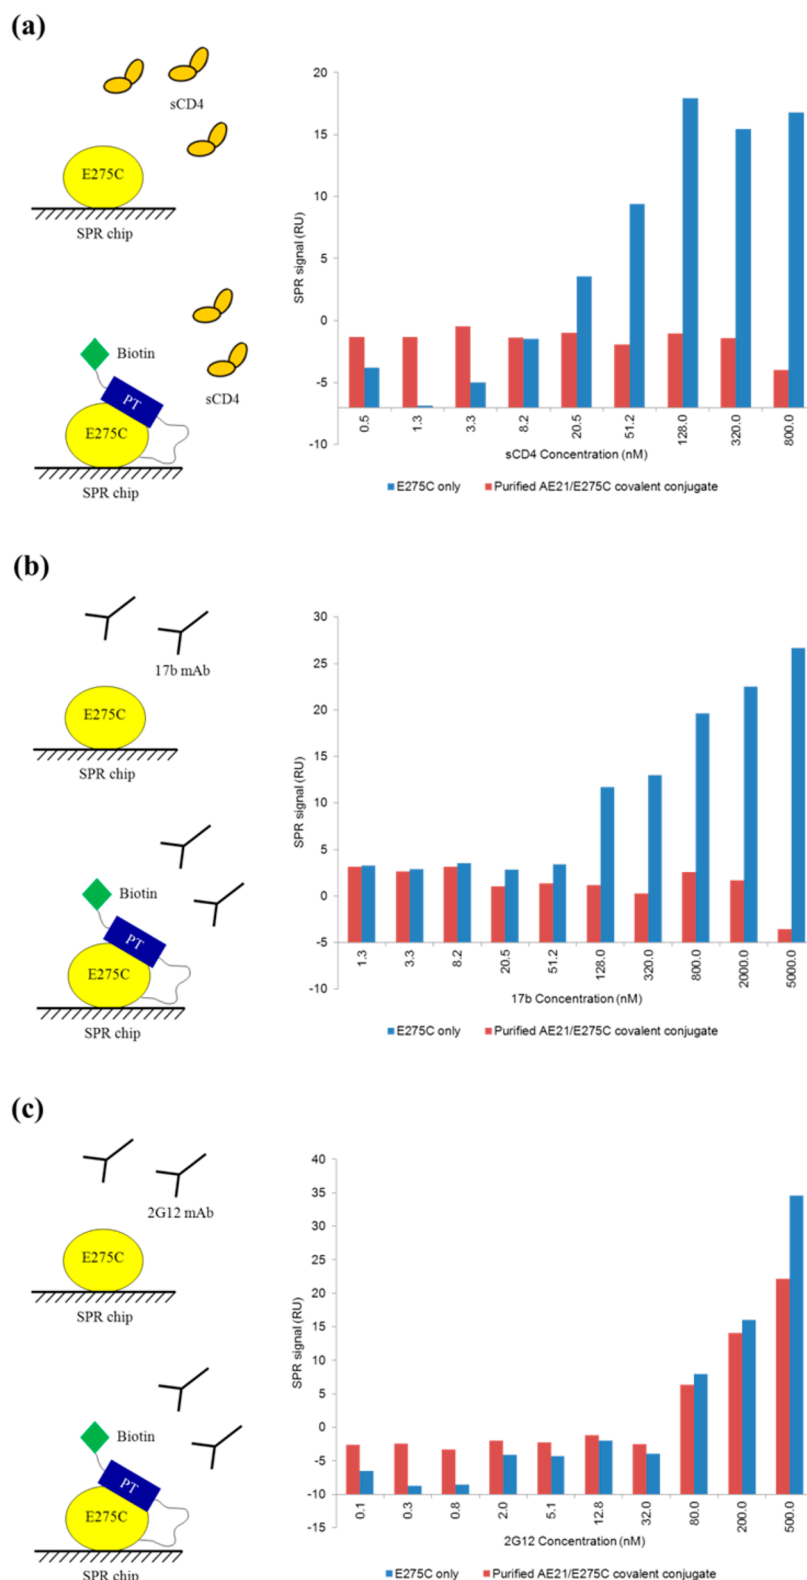 (a)
sCD4
E275C
SPR chip
Biotin
PT
sCD4
E275C
SPR chip
SPR signal (RU)
20
15
10
5
0
-5
-10
0.5 1.3 3.3 8.2 20.5 51.2 128.0 320.0 800.0
sCD4 Concentration (nM)
E275C only Purified AE21/E275C covalent conjugate
(b)
17b mAb
E275C
SPR chip
Biotin
PT
E275C
SPR chip
SPR signal (RU)
30
25
20
15
10
5
0
-5
-10
1.3 3.3 8.2 20.5 51.2 128.0 320.0 800.0 2000.0 5000.0
17b Concentration (nM)
E275C only Purified AE21/E275C covalent conjugate
(c)
2G12 mAb
E275C
SPR chip
Biotin
PT
E275C
SPR chip
SPR signal (RU)
40
35
30
25
20
15
10
5
0
-5
-10
-15
0.1 0.3 0.8 2.0 5.1 12.8 32.0 80.0 200.0 500.0
2G12 Concentration (nM)
E275C only Purified AE21/E275C covalent conjugate